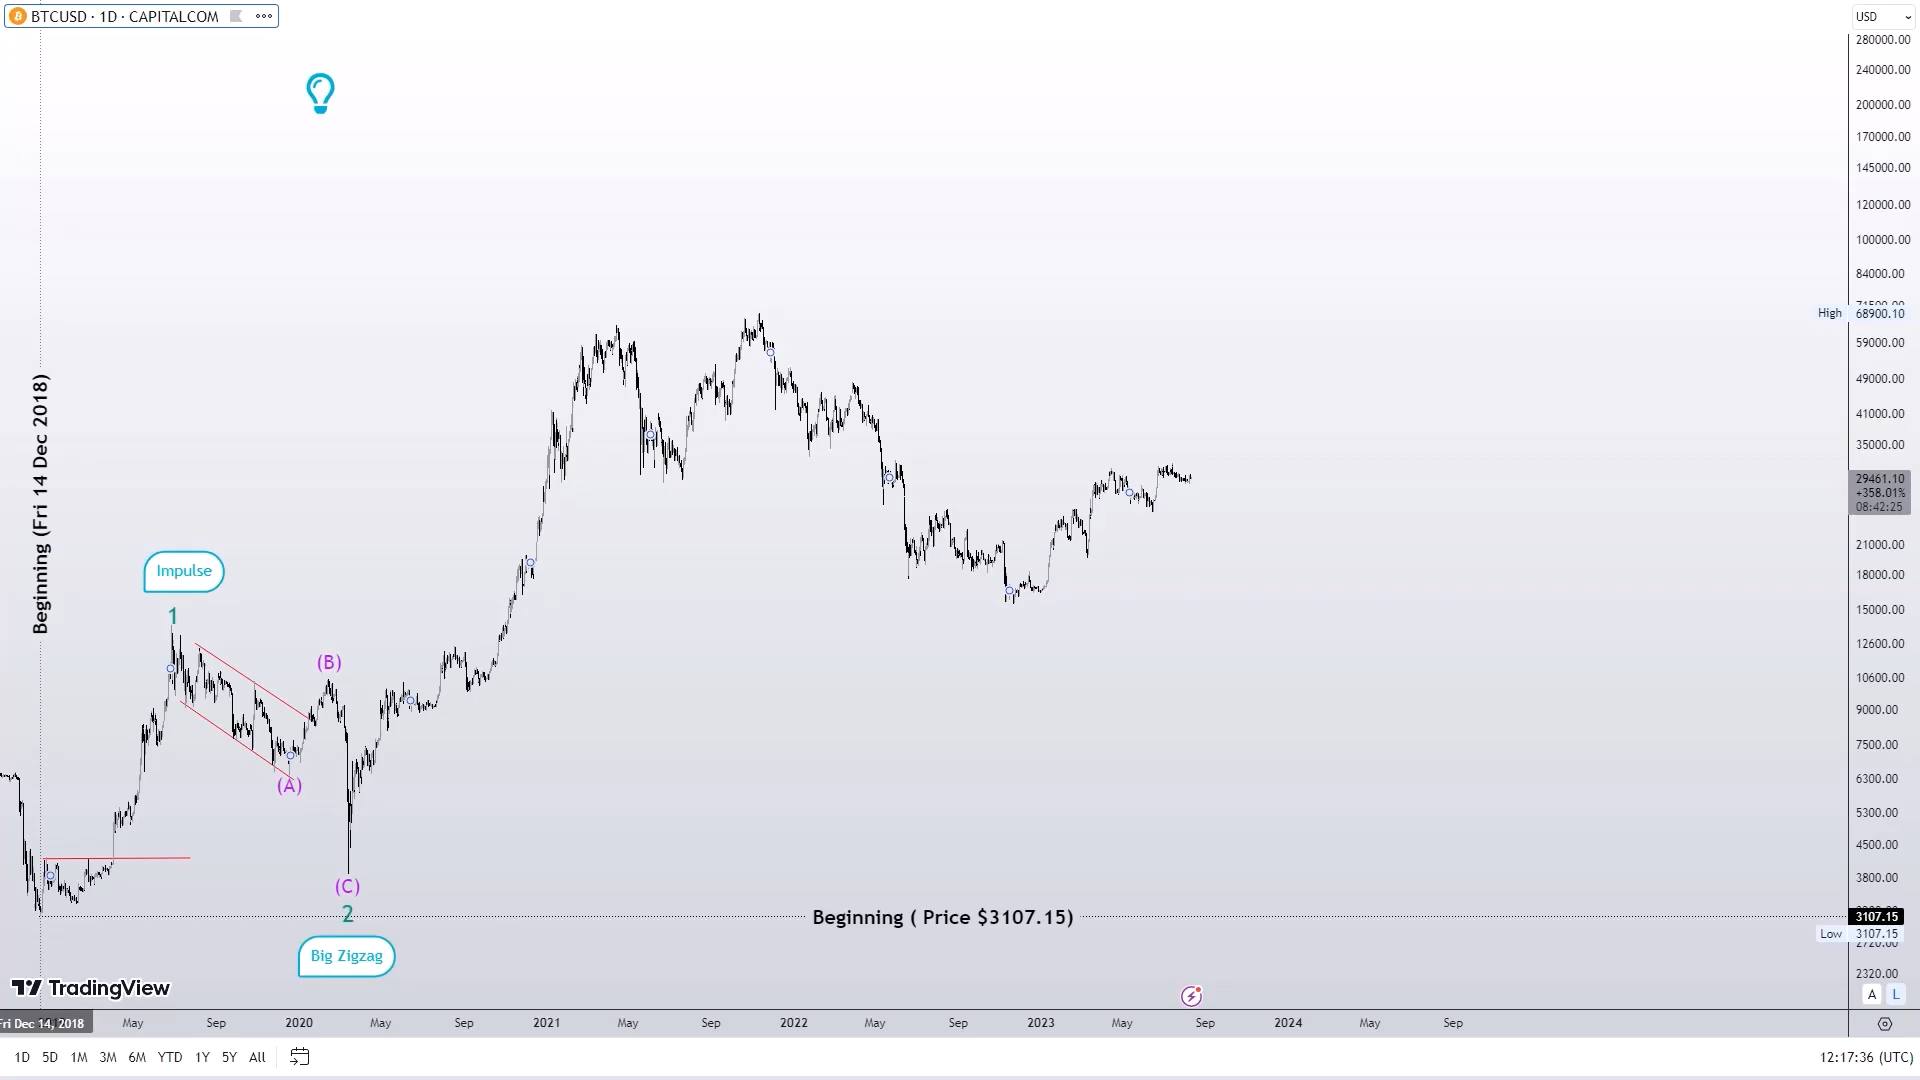 BTCUSD · 1D · CAPITALCOM
USD
280000.00
240000.00
200000.00
170000.00
145000.00
120000.00
100000.00
84000.00
High 68900.10
59000.00
49000.00
41000.00
35000.00
29461.10
+358.01%
08:42:25
21000.00
18000.00
15000.00
12600.00
10600.00
9000.00
7500.00
6300.00
5300.00
4500.00
3800.00
3107.15
Low 3107.15
2320.00
A L
Beginning (Fri 14 Dec 2018)
Impulse
1
(B)
(A)
(C)
2
Big Zigzag
Beginning ( Price $3107.15)
TradingView
Fri Dec 14, 2018
May
Sep
2020
May
Sep
2021
May
Sep
2022
May
Sep
2023
May
Sep
2024
May
Sep
1D 5D 1M 3M 6M YTD 1Y 5Y All
12:17:36 (UTC)